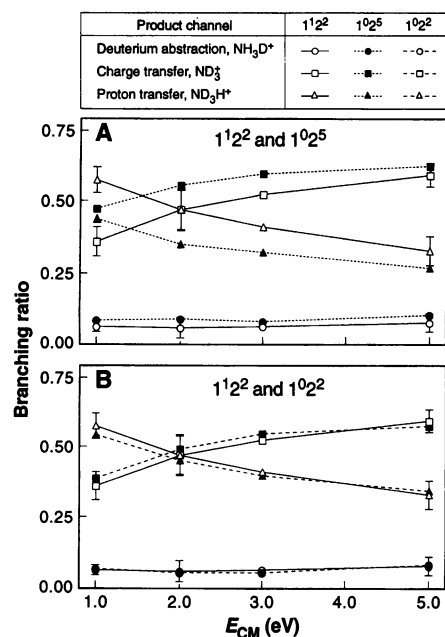 Product channel 1¹2² 1⁰2⁵ 1⁰2²
Deuterium abstraction, NH₃D⁺
Charge transfer, ND₃⁺
Proton transfer, ND₃H⁺
A
1¹2² and 1⁰2⁵
0.75
0.50
0.25
0.00
B
1¹2² and 1⁰2²
0.75
0.50
0.25
0.00
Branching ratio
1.0 2.0 3.0 4.0 5.0
E_CM (eV)